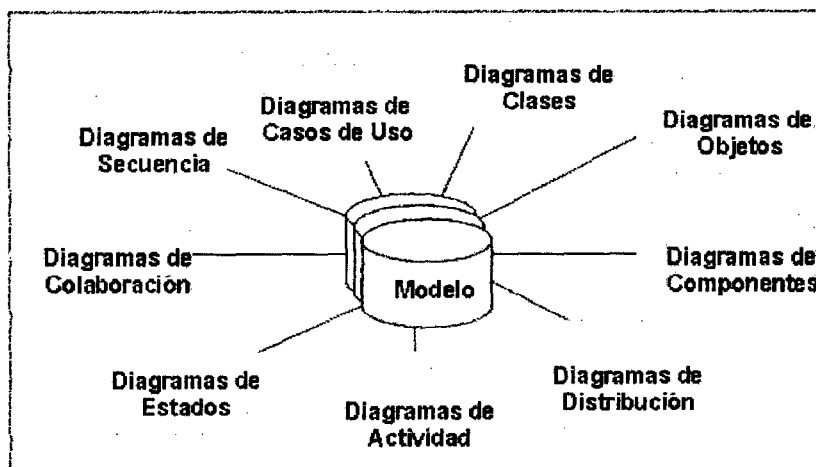 Diagramas de
Clases
Diagramas de
Casos de Uso
Diagramas de
Objetos
Diagramas de
Secuencia
Diagramas de
Colaboración
Modelo
Diagramas de
Componentes
Diagramas de
Estados
Diagramas de
Actividad
Diagramas de
Distribución